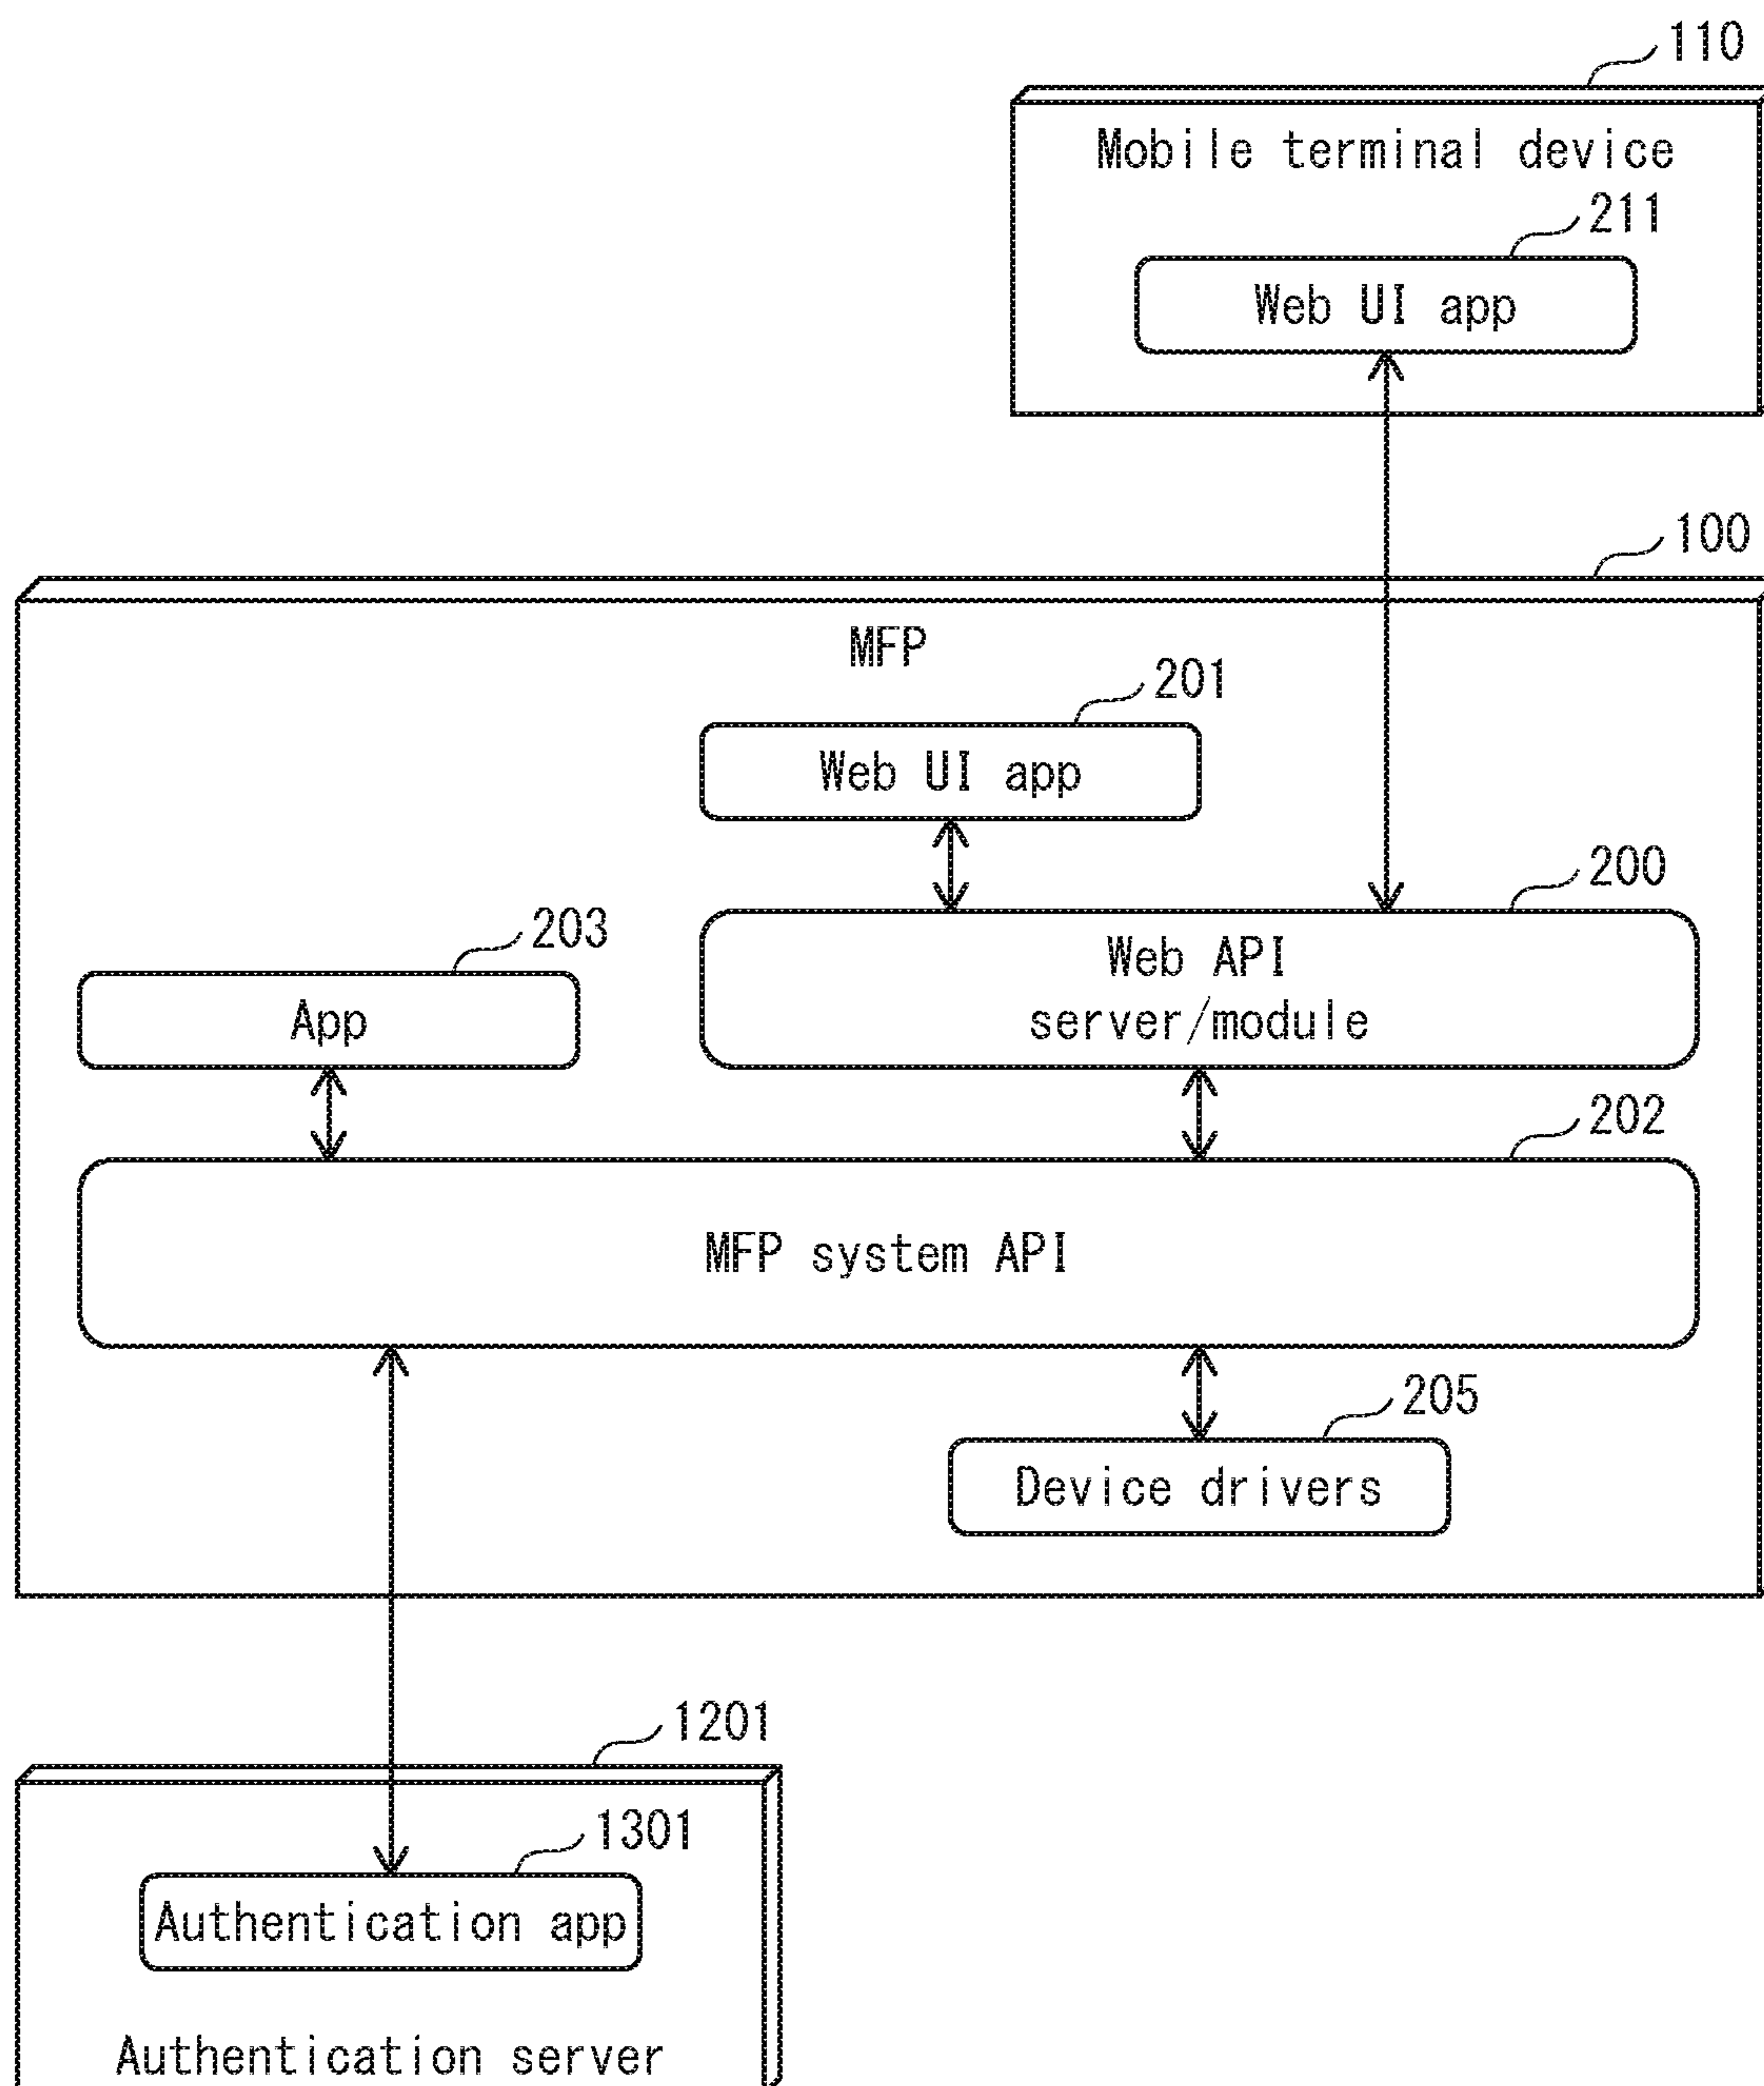 110
Mobile terminal device
211
Web UI app
100
MFP
201
Web UI app
200
Web API
server/module
203
App
202
MFP system API
205
Device drivers
1201
1301
Authentication app
Authentication server